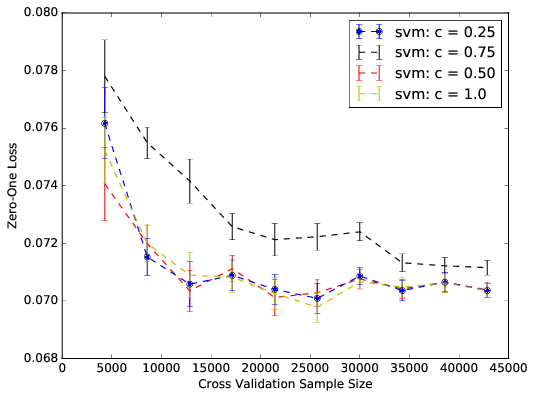 0.080
0.078
0.076
0.074
0.072
0.070
0.068
Zero-One Loss
svm: c = 0.25
svm: c = 0.75
svm: c = 0.50
svm: c = 1.0
0 5000 10000 15000 20000 25000 30000 35000 40000 45000
Cross Validation Sample Size